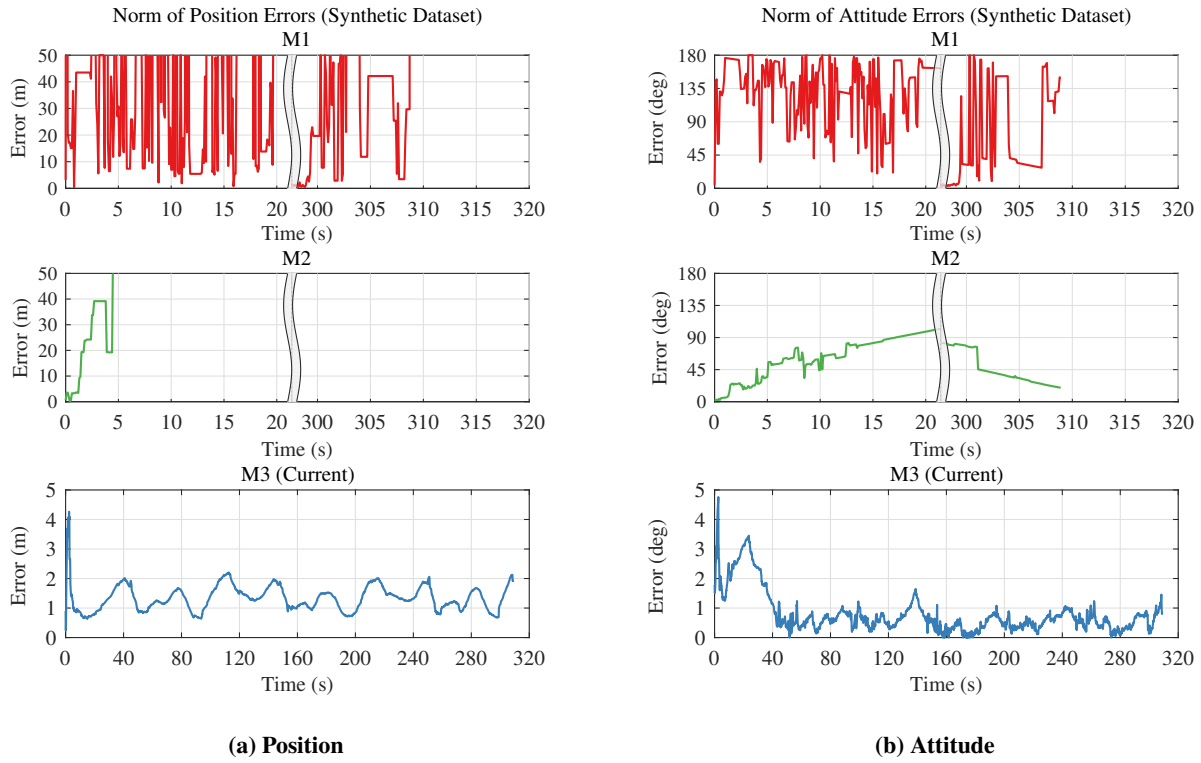 Norm of Position Errors (Synthetic Dataset)
M1
50
40
30
20
10
0
Error (m)
0 5 10 15 20 300 305 310 315 320
Time (s)
M2
50
40
30
20
10
0
Error (m)
0 5 10 15 20 300 305 310 315 320
Time (s)
M3 (Current)
5
4
3
2
1
0
Error (m)
0 40 80 120 160 200 240 280 320
Time (s)
(a) Position
Norm of Attitude Errors (Synthetic Dataset)
M1
180
135
90
45
0
Error (deg)
0 5 10 15 20 300 305 310 315 320
Time (s)
M2
180
135
90
45
0
Error (deg)
0 5 10 15 20 300 305 310 315 320
Time (s)
M3 (Current)
5
4
3
2
1
0
Error (deg)
0 40 80 120 160 200 240 280 320
Time (s)
(b) Attitude